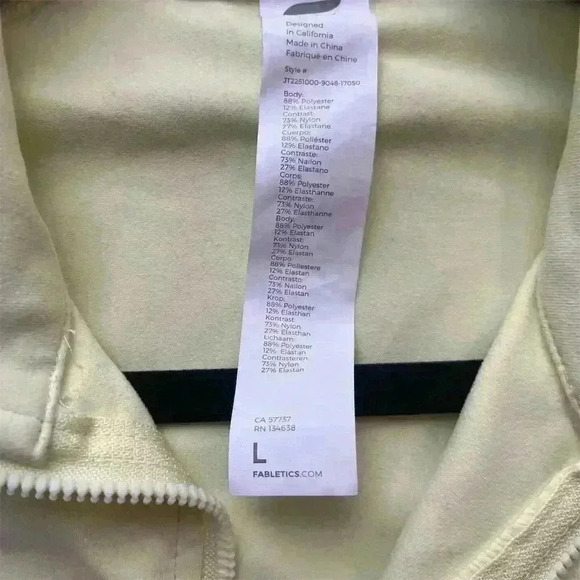 Designed
in California
Made in China
Fabriqué en Chine
Style #:
JT2251000-9048-17050
Body:
88% Polyester
12% Elastane
Contrast:
73% Nylon
27% Elastane
Cuerpo:
88% Poliéster
12% Elastano
Contraste:
73% Nailon
27% Elastano
Corps:
88% Polyester
12% Élasthanne
Contraste:
73% Nylon
27% Élasthanne
Body:
88% Polyester
12% Elastan
Kontrast:
73% Nylon
27% Elastan
Corpo:
88% Poliestere
12% Elastan
Contrasto:
73% Nailon
27% Elastan
Krop:
88% Polyester
12% Elasthan
Kontrast
73% Nylon
27% Elasthan
Lichaam:
88% Polyester
12% Elastan
Contrasteren
73% Nylon
27% Elastan
CA 57737
RN 134638
L
FABLETICS.COM